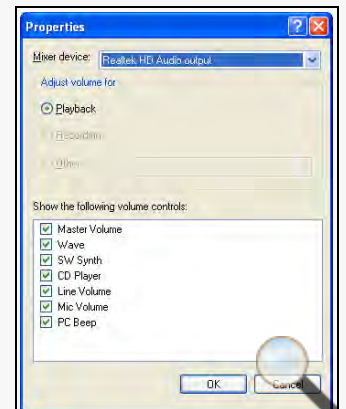 Properties
Mixer device: Realtek HD Audio output
Adjust volume for
Playback
Recording
Other
Show the following volume controls:
Master Volume
Wave
SW Synth
CD Player
Line Volume
Mic Volume
PC Beep
OK Cancel